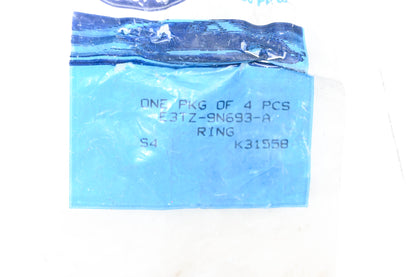 ONE PKG OF 4 PCS
E3TZ-9N693-A
RING
S4 K31558